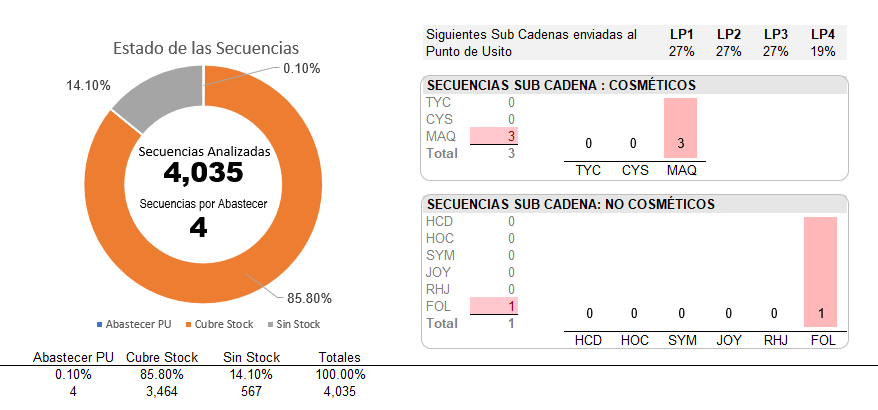 Estado de las Secuencias
0.10%
14.10%
Secuencias Analizadas
4,035
Secuencias por Abastecer
4
85.80%
Abastecer PU Cubre Stock Sin Stock
Abastecer PU Cubre Stock Sin Stock Totales
0.10% 85.80% 14.10% 100.00%
4 3,464 567 4,035
Siguientes Sub Cadenas enviadas al LP1 LP2 LP3 LP4
Punto de Usito 27% 27% 27% 19%
SECUENCIAS SUB CADENA : COSMÉTICOS
TYC 0
CYS 0
MAQ 3
Total 3
0 0 3
TYC CYS MAQ
SECUENCIAS SUB CADENA: NO COSMÉTICOS
HCD 0
HOC 0
SYM 0
JOY 0
RHJ 0
FOL 1
Total 1
0 0 0 0 0 1
HCD HOC SYM JOY RHJ FOL